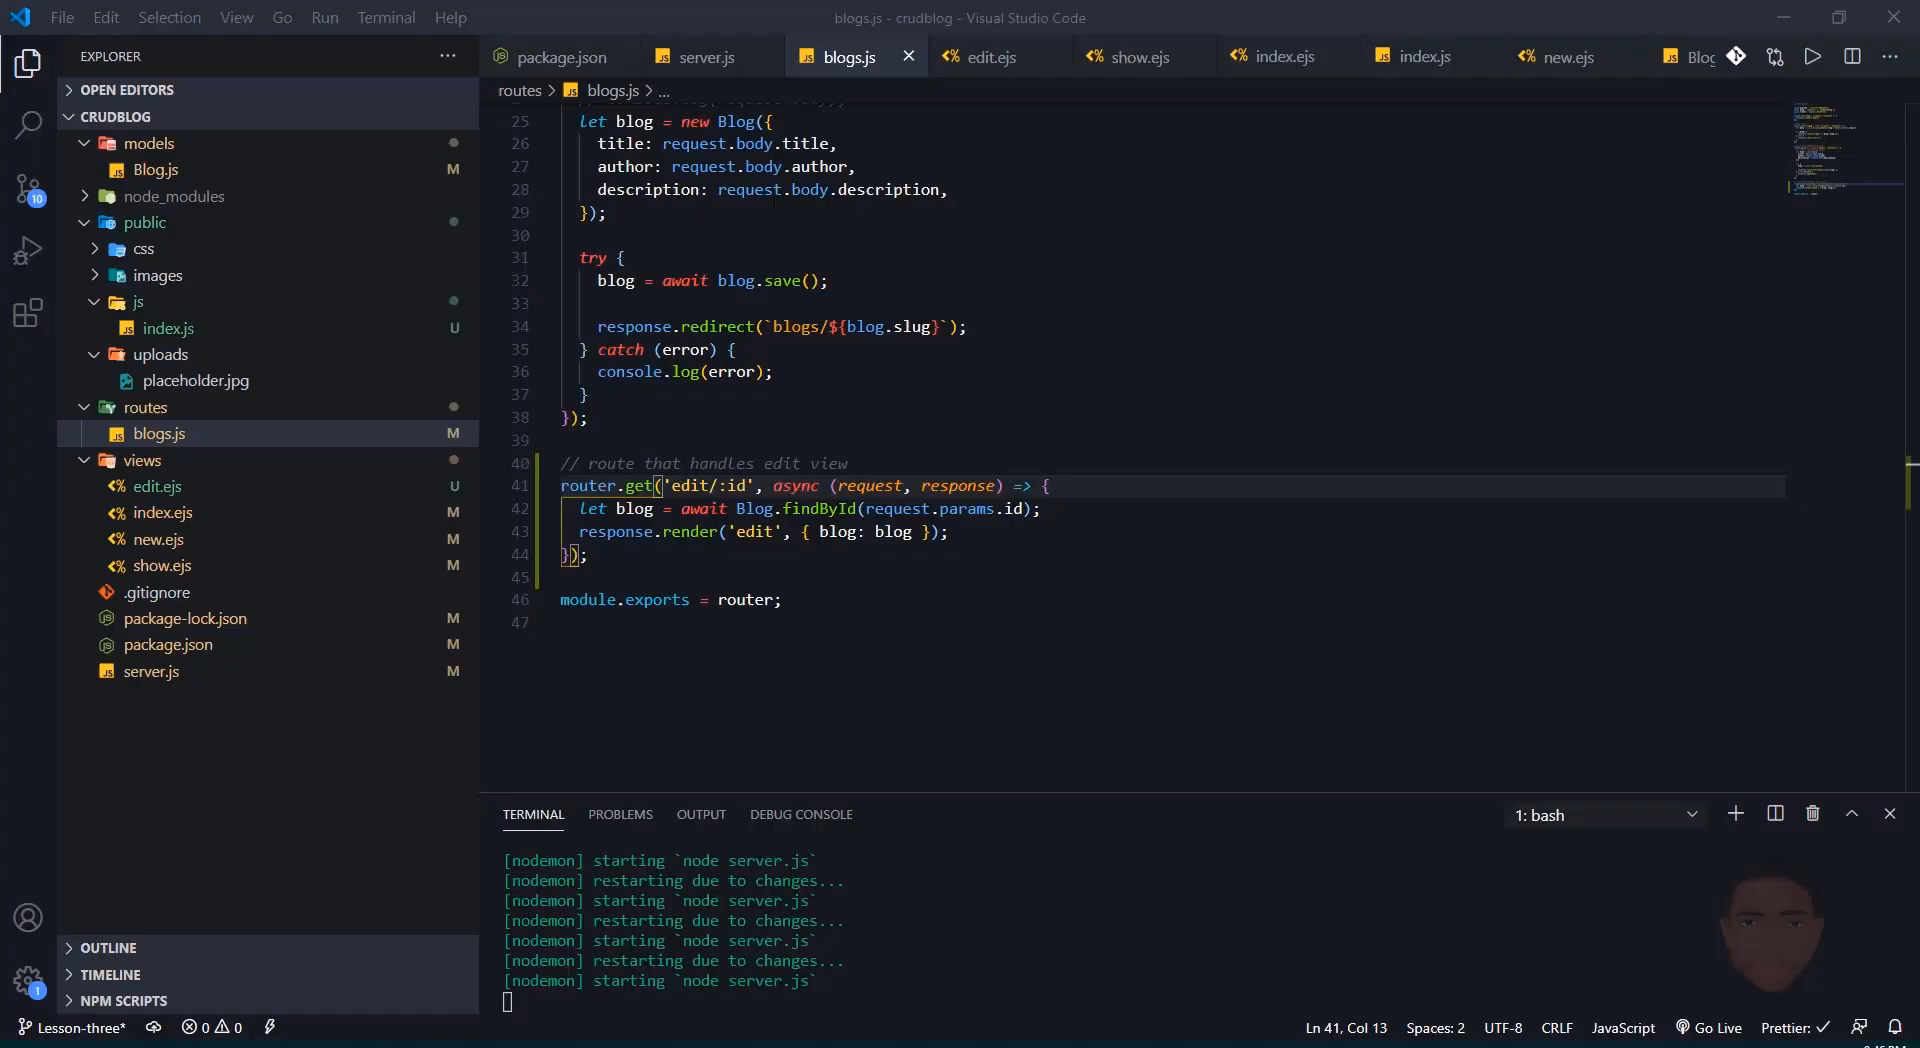 File Edit Selection View Go Run Terminal Help
blogs.js - crudblog - Visual Studio Code
EXPLORER
OPEN EDITORS
CRUDBLOG
models
Blog.js M
node_modules
public
css
images
js
index.js U
uploads
placeholder.jpg
routes
blogs.js M
views
edit.ejs U
index.ejs M
new.ejs M
show.ejs M
.gitignore
package-lock.json M
package.json M
server.js M
OUTLINE
TIMELINE
NPM SCRIPTS
10
1
package.json server.js blogs.js edit.ejs show.ejs index.ejs index.js new.ejs Blog
routes > blogs.js > ...
25 let blog = new Blog({
26 title: request.body.title,
27 author: request.body.author,
28 description: request.body.description,
29 });
30
31 try {
32 blog = await blog.save();
33
34 response.redirect(`blogs/${blog.slug}`);
35 } catch (error) {
36 console.log(error);
37 }
38 });
39
40 // route that handles edit view
41 router.get('edit/:id', async (request, response) => {
42 let blog = await Blog.findById(request.params.id);
43 response.render('edit', { blog: blog });
44 });
45
46 module.exports = router;
47
TERMINAL PROBLEMS OUTPUT DEBUG CONSOLE
1: bash
[nodemon] starting `node server.js`
[nodemon] restarting due to changes...
[nodemon] starting `node server.js`
[nodemon] restarting due to changes...
[nodemon] starting `node server.js`
[nodemon] restarting due to changes...
[nodemon] starting `node server.js`
Lesson-three* 0 0
Ln 41, Col 13 Spaces: 2 UTF-8 CRLF JavaScript Go Live Prettier: ✓